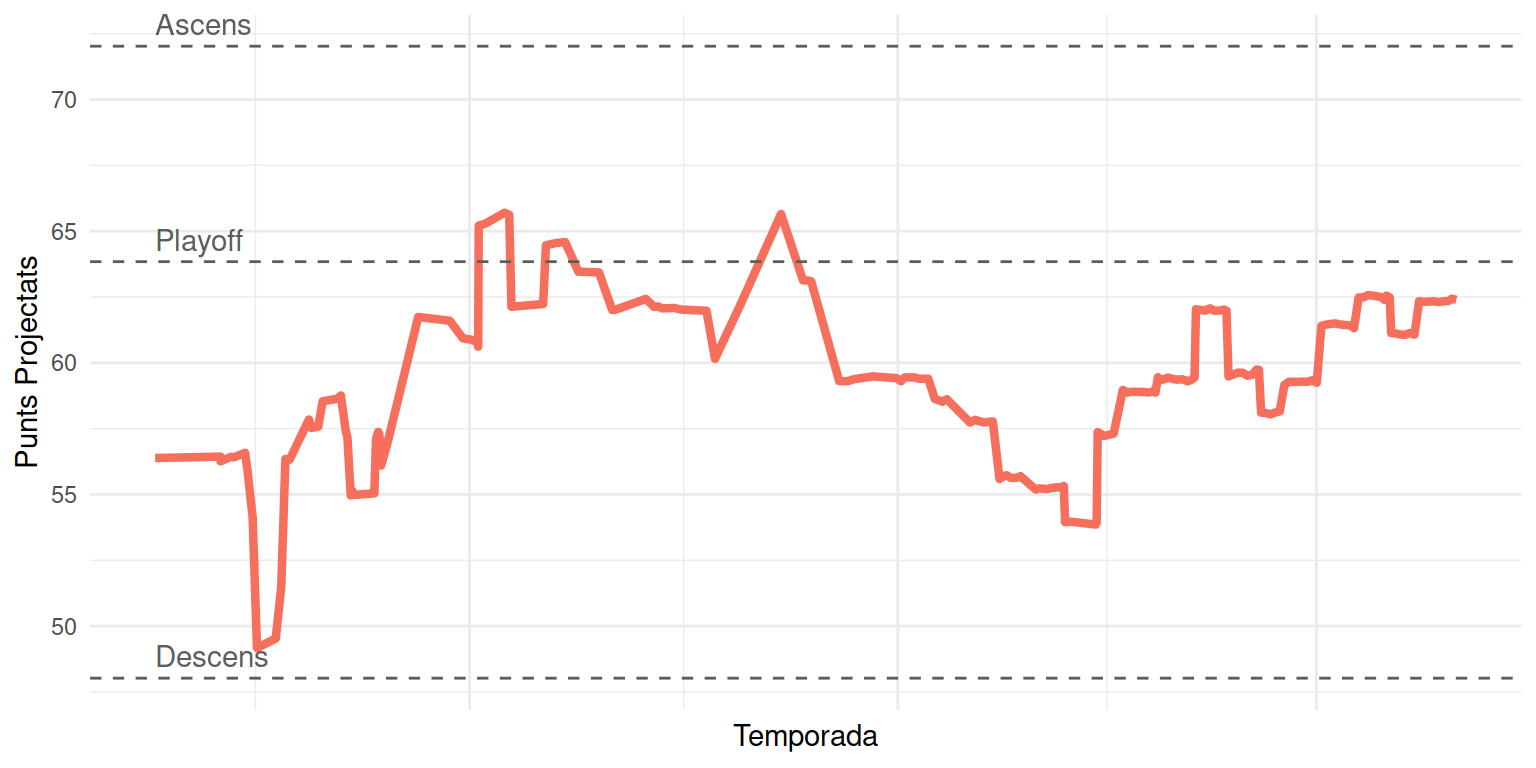 Ascens
70
65
Playoff
60
55
50
Descens
Punts Projectats
Temporada